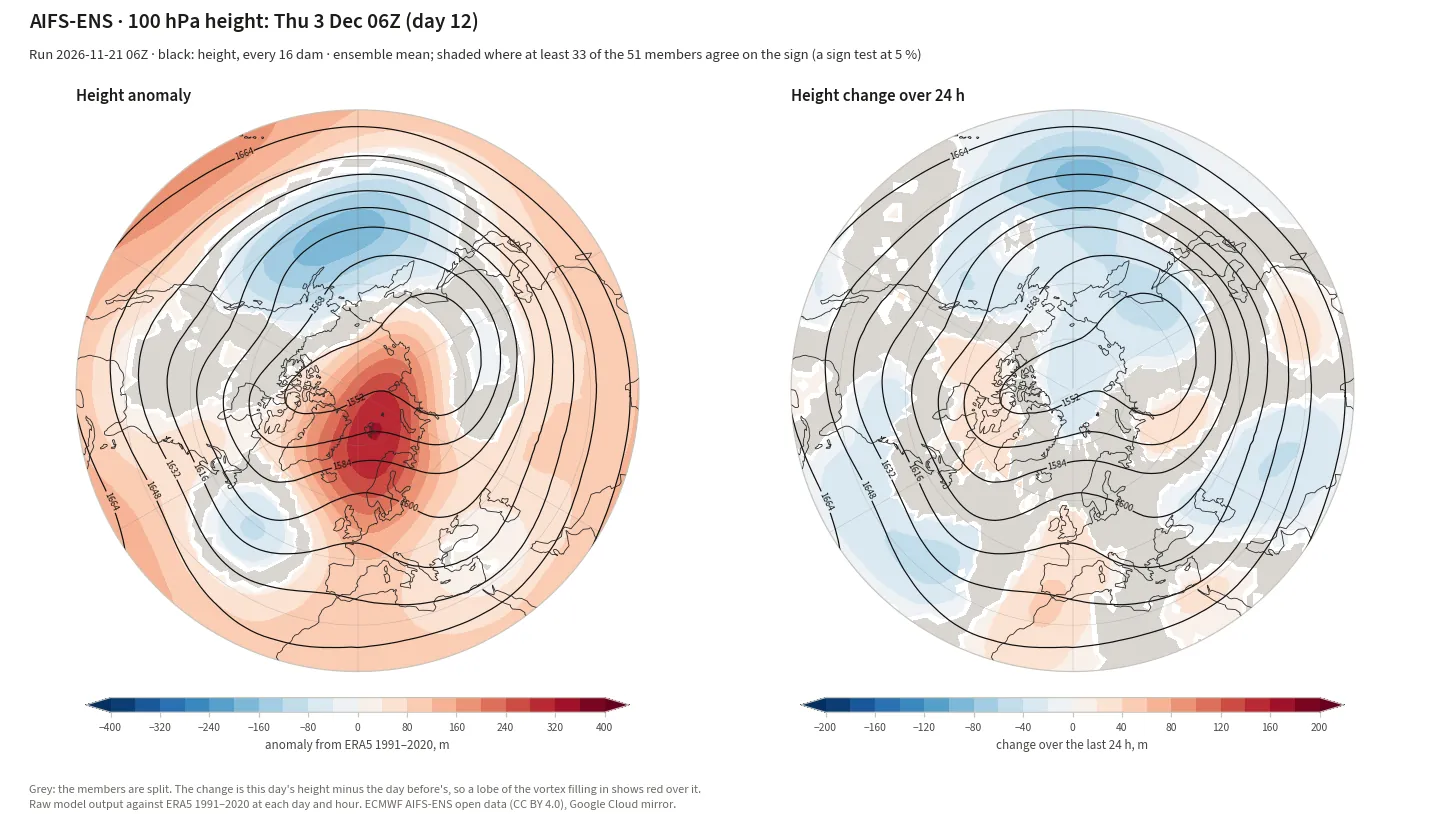 AIFS-ENS · 100 hPa height: Thu 3 Dec 06Z (day 12)
Run 2026-11-21 06Z · black: height, every 16 dam · ensemble mean; shaded where at least 33 of the 51 members agree on the sign (a sign test at 5 %)
Height anomaly
Height change over 24 h
1664
1568
1552
1584
1600
1632
1616
1648
1664
1664
1568
1552
1584
1600
1632
1616
1648
1664
−400 −320 −240 −160 −80 0 80 160 240 320 400
anomaly from ERA5 1991–2020, m
−200 −160 −120 −80 −40 0 40 80 120 160 200
change over the last 24 h, m
Grey: the members are split. The change is this day's height minus the day before's, so a lobe of the vortex filling in shows red over it.
Raw model output against ERA5 1991–2020 at each day and hour. ECMWF AIFS-ENS open data (CC BY 4.0), Google Cloud mirror.